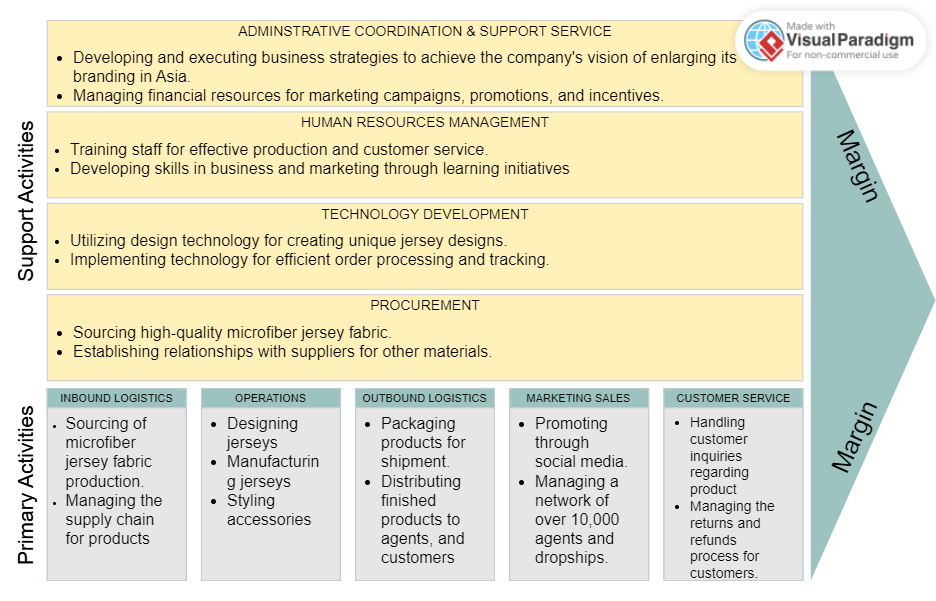 ADMINSTRATIVE COORDINATION & SUPPORT SERVICE
• Developing and executing business strategies to achieve the company's vision of enlarging its
branding in Asia.
• Managing financial resources for marketing campaigns, promotions, and incentives.
Made with
Visual Paradigm
For non-commercial use
Support Activities
HUMAN RESOURCES MANAGEMENT
• Training staff for effective production and customer service.
• Developing skills in business and marketing through learning initiatives
TECHNOLOGY DEVELOPMENT
• Utilizing design technology for creating unique jersey designs.
• Implementing technology for efficient order processing and tracking.
PROCUREMENT
• Sourcing high-quality microfiber jersey fabric.
• Establishing relationships with suppliers for other materials.
Margin
Primary Activities
INBOUND LOGISTICS
• Sourcing of
microfiber
jersey fabric
production.
• Managing the
supply chain
for products
OPERATIONS
• Designing
jerseys
• Manufacturin
g jerseys
• Styling
accessories
OUTBOUND LOGISTICS
• Packaging
products for
shipment.
• Distributing
finished
products to
agents, and
customers
MARKETING SALES
• Promoting
through
social media.
• Managing a
network of
over 10,000
agents and
dropships.
CUSTOMER SERVICE
• Handling
customer
inquiries
regarding
product
• Managing the
returns and
refunds
process for
customers.
Margin